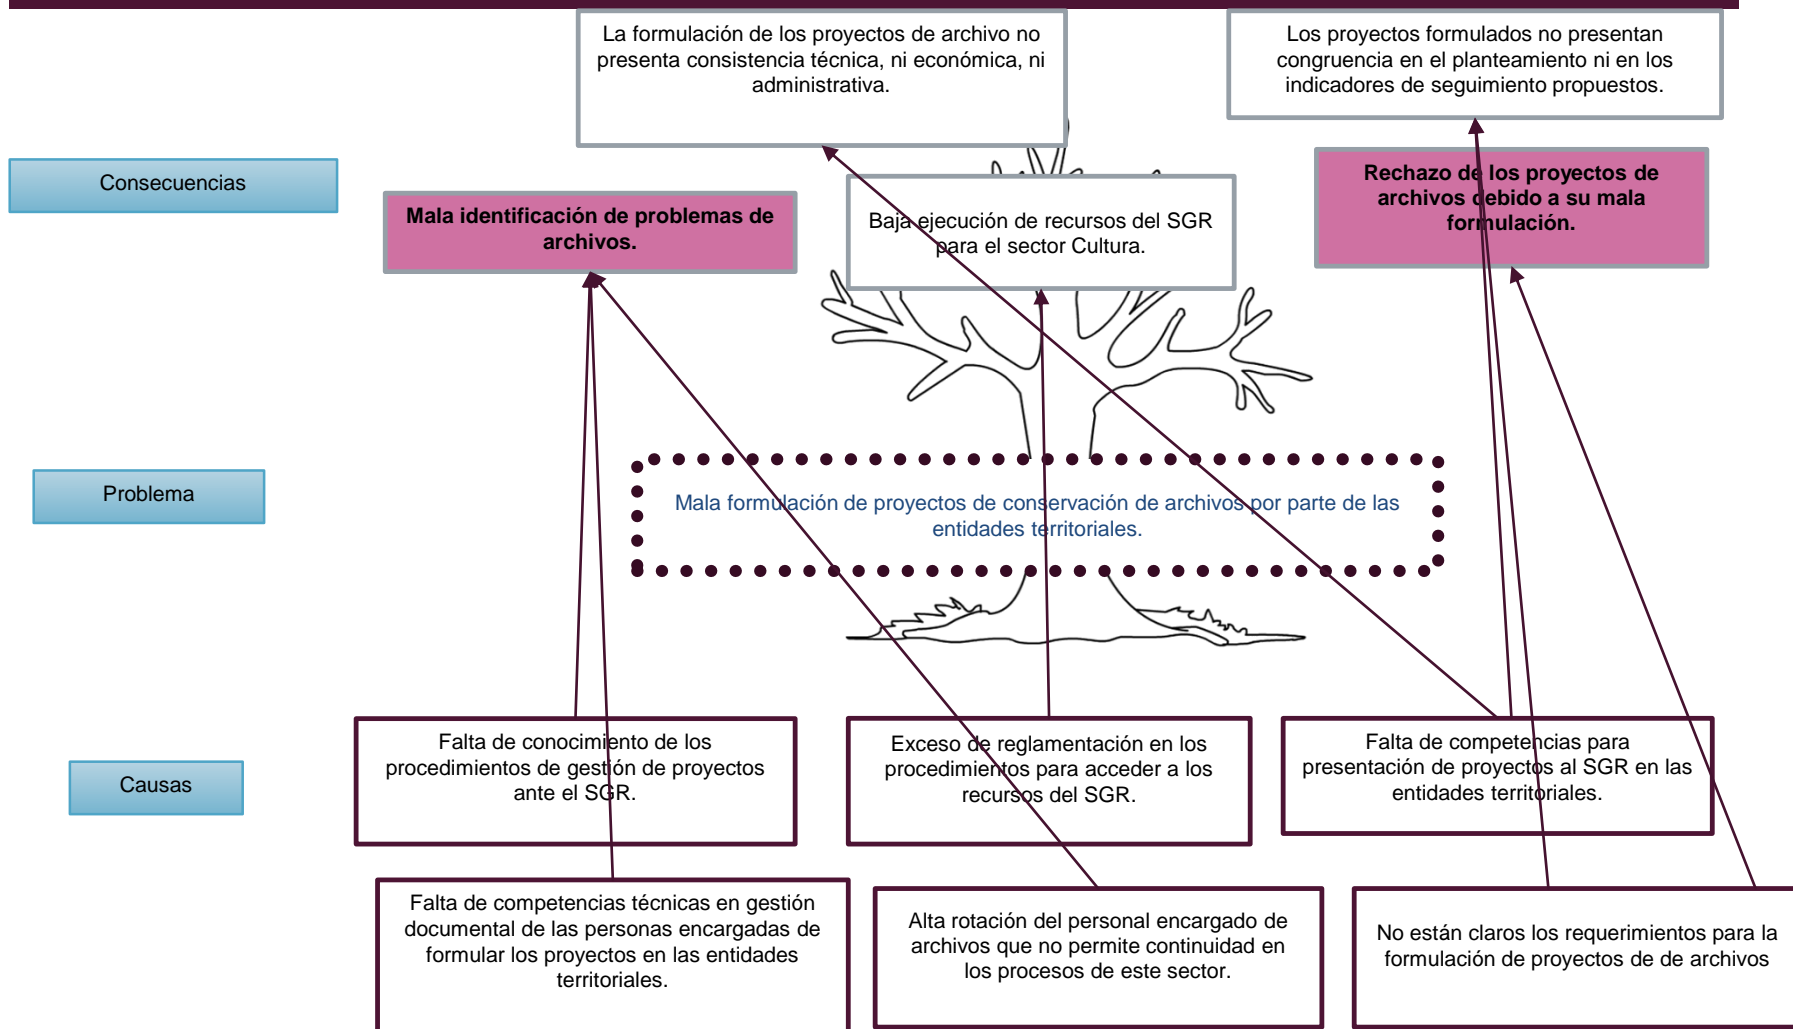 La formulación de los proyectos de archivo no
presenta consistencia técnica, ni económica, ni
administrativa.
Los proyectos formulados no presentan
congruencia en el planteamiento ni en los
indicadores de seguimiento propuestos.
Consecuencias
Mala identificación de problemas de
archivos.
Baja ejecución de recursos del SGR
para el sector Cultura.
Rechazo de los proyectos de
archivos debido a su mala
formulación.
Problema
Mala formulación de proyectos de conservación de archivos por parte de las
entidades territoriales.
Causas
Falta de conocimiento de los
procedimientos de gestión de proyectos
ante el SGR.
Exceso de reglamentación en los
procedimientos para acceder a los
recursos del SGR.
Falta de competencias para
presentación de proyectos al SGR en las
entidades territoriales.
Falta de competencias técnicas en gestión
documental de las personas encargadas de
formular los proyectos en las entidades
territoriales.
Alta rotación del personal encargado de
archivos que no permite continuidad en
los procesos de este sector.
No están claros los requerimientos para la
formulación de proyectos de de archivos